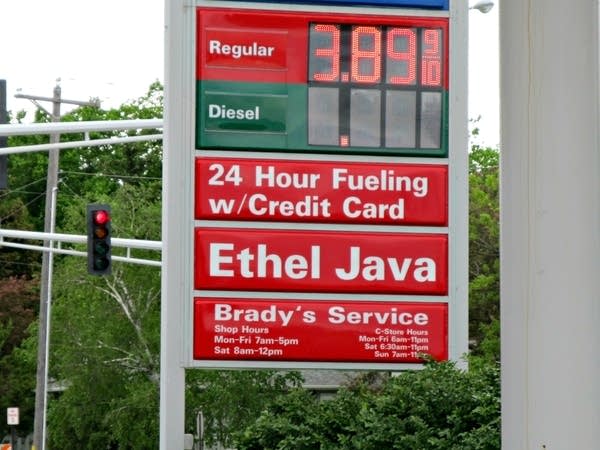 Regular 3.89 9/10
Diesel
24 Hour Fueling
w/Credit Card
Ethel Java
Brady's Service
Shop Hours
Mon-Fri 7am-5pm
Sat 8am-12pm
C-Store Hours
Mon-Fri 6am-11pm
Sat 6:30am-11pm
Sun 7am-11